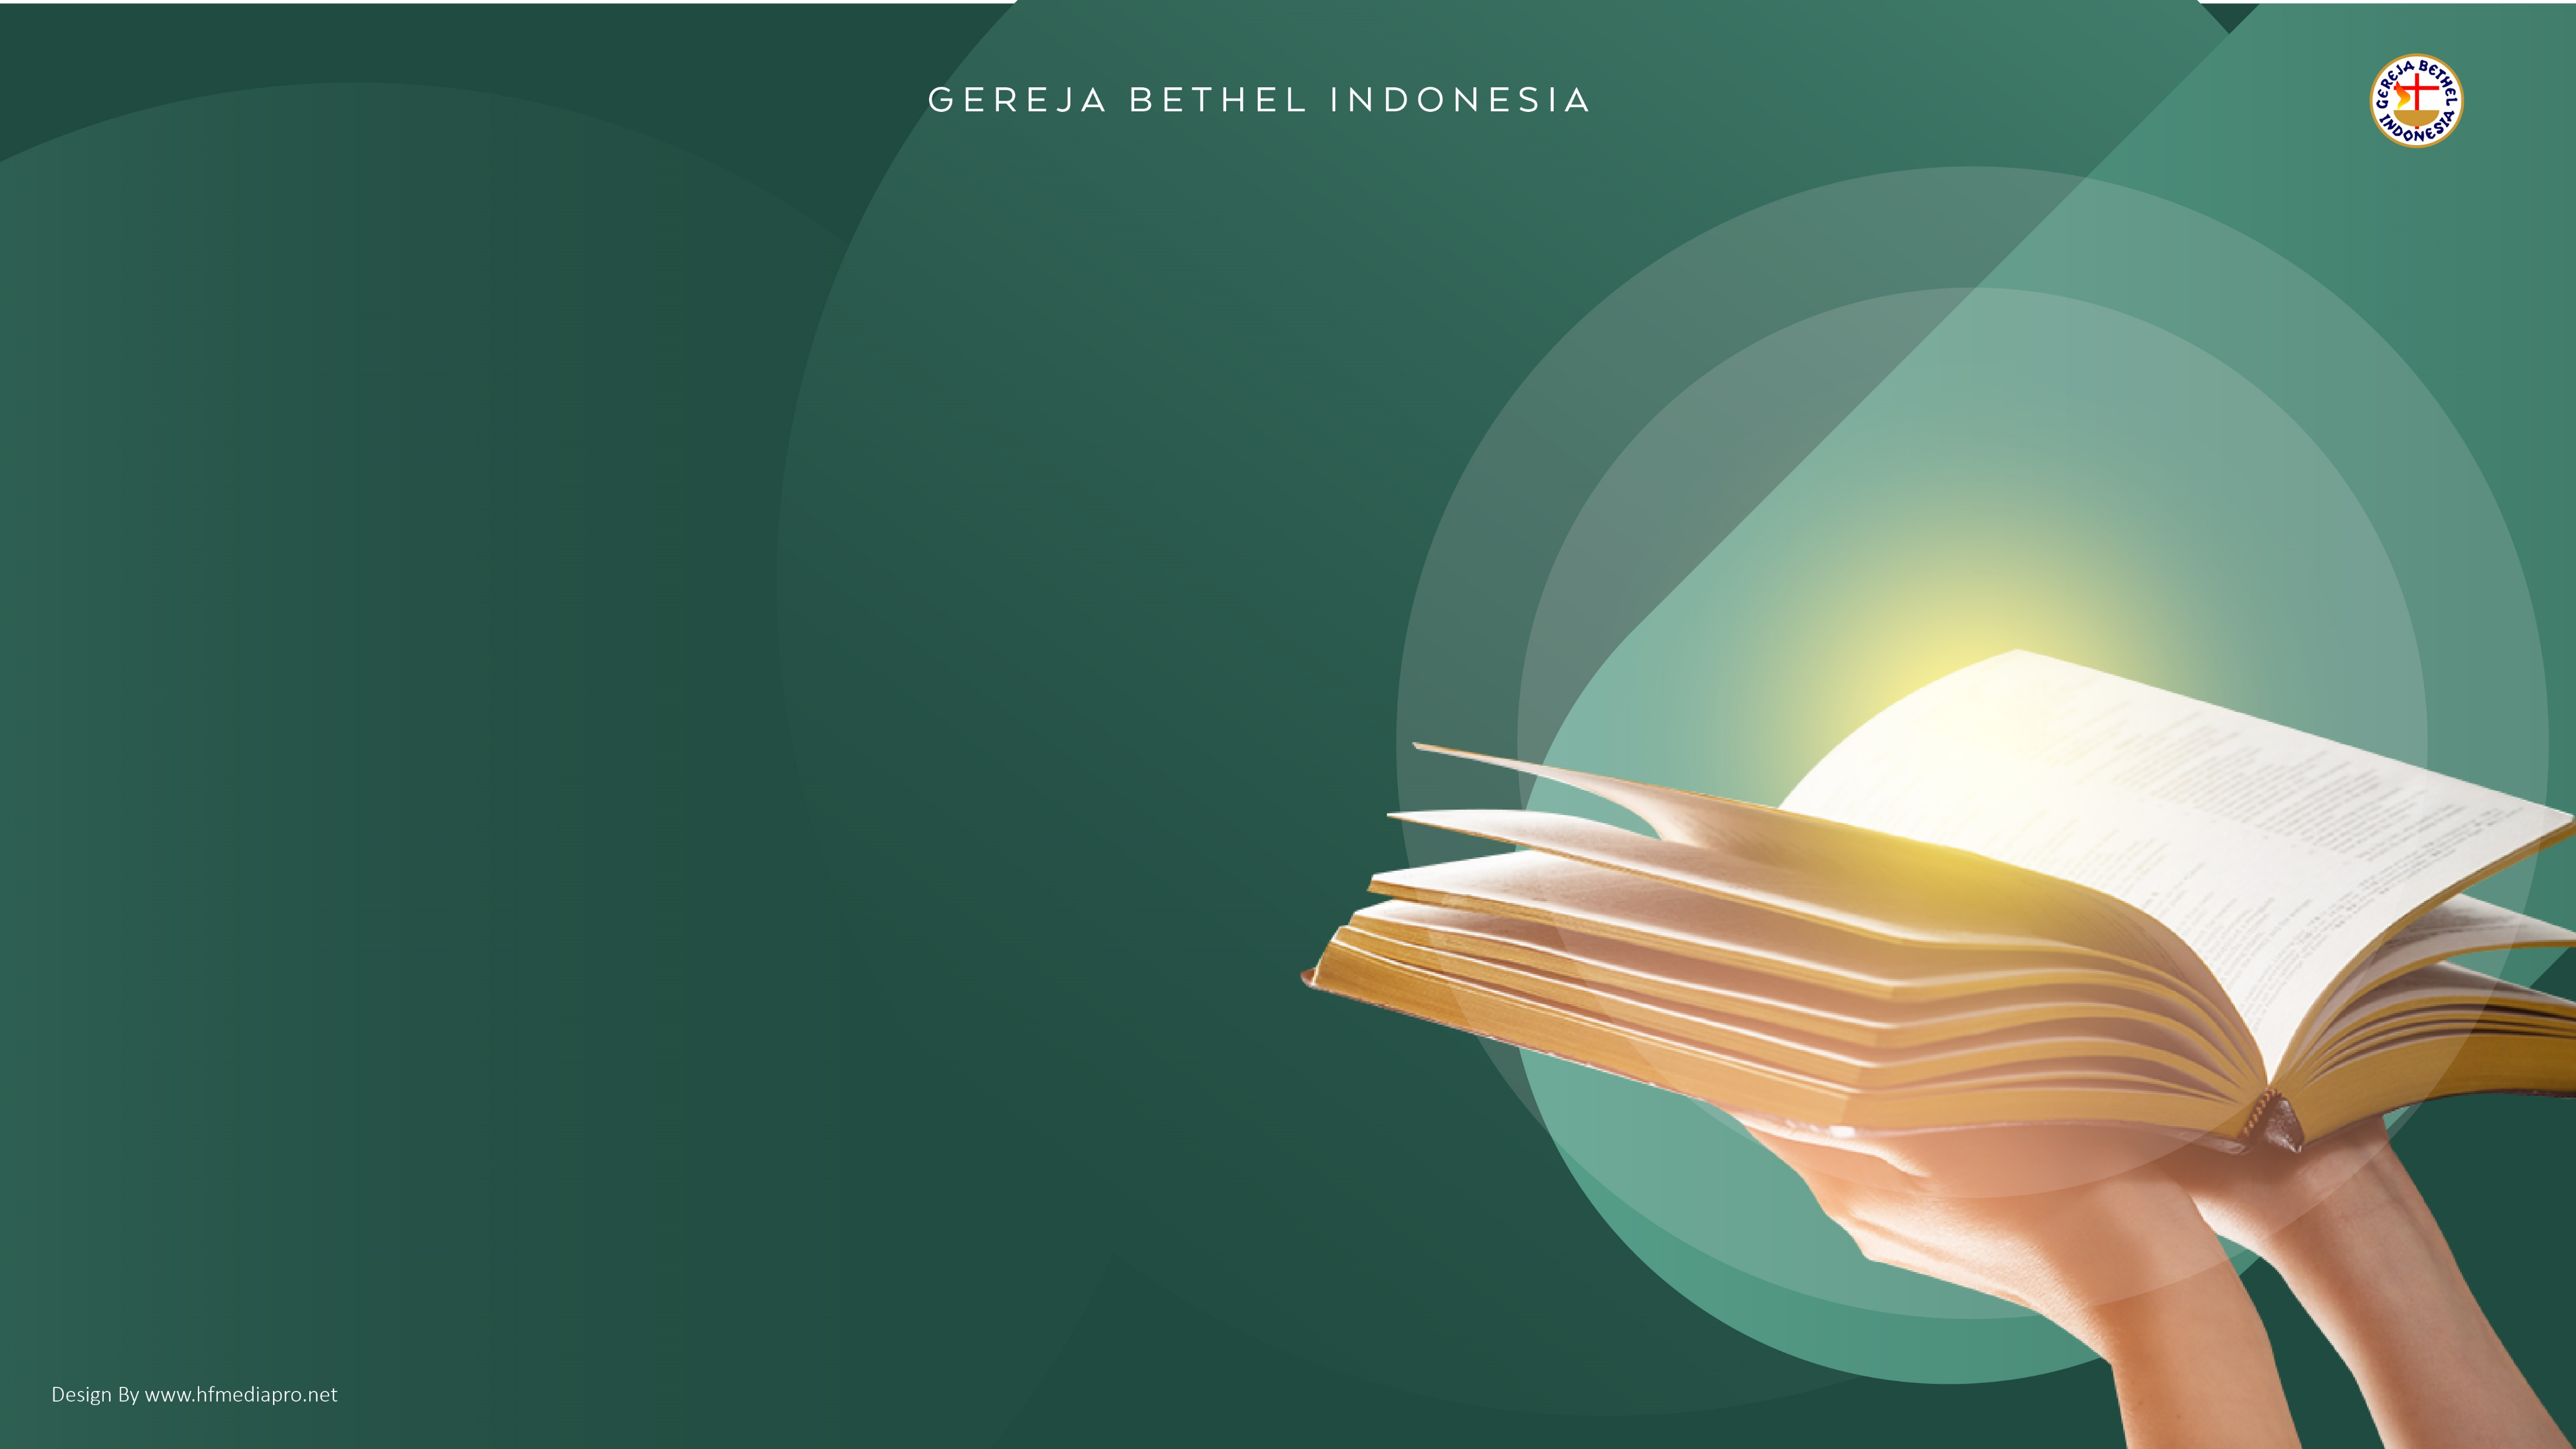 GEREJA BETHEL INDONESIA
GEREJA BETHEL
INDONESIA
Design By www.hfmediapro.net